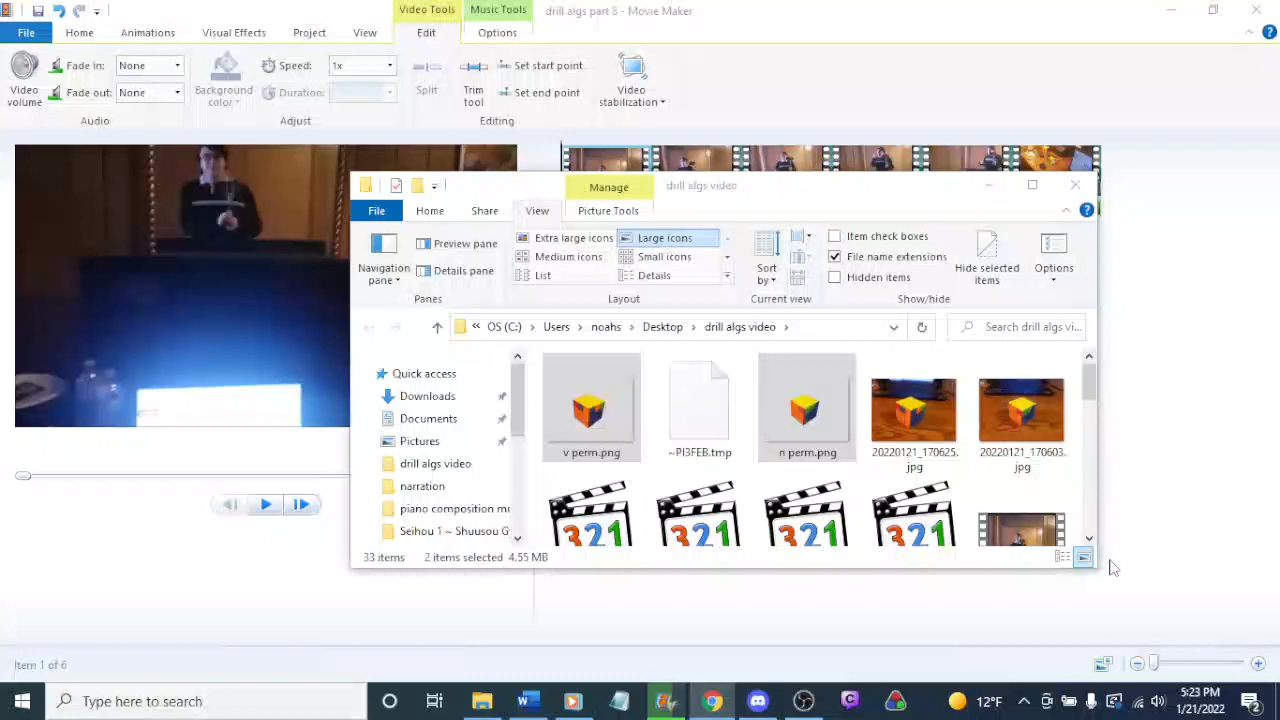 Video Tools Music Tools drill algs part 8 - Movie Maker
File Home Animations Visual Effects Project View Edit Options
Fade in: None Speed: 1x Set start point
Fade out: None Duration: Set end point
Video volume
Background color
Split
Trim tool
Video stabilization
Audio Adjust Editing
Manage drill algs video
File Home Share View Picture Tools
Navigation pane
Preview pane
Details pane
Extra large icons Large icons
Medium icons Small icons
List Details
Sort by
Item check boxes
File name extensions
Hidden items
Hide selected items
Options
Panes Layout Current view Show/hide
« OS (C:) > Users > noahs > Desktop > drill algs video >
Search drill algs vi...
Quick access
Downloads
Documents
Pictures
drill algs video
narration
piano composition mu
Seihou 1 ~ Shuusou G
v perm.png
~PI3FEB.tmp
n perm.png
20220121_170625.jpg
20220121_170603.jpg
321 321 321 321
33 items 2 items selected 4.55 MB
Item 1 of 6
Type here to search
12°F
5:23 PM
1/21/2022
2